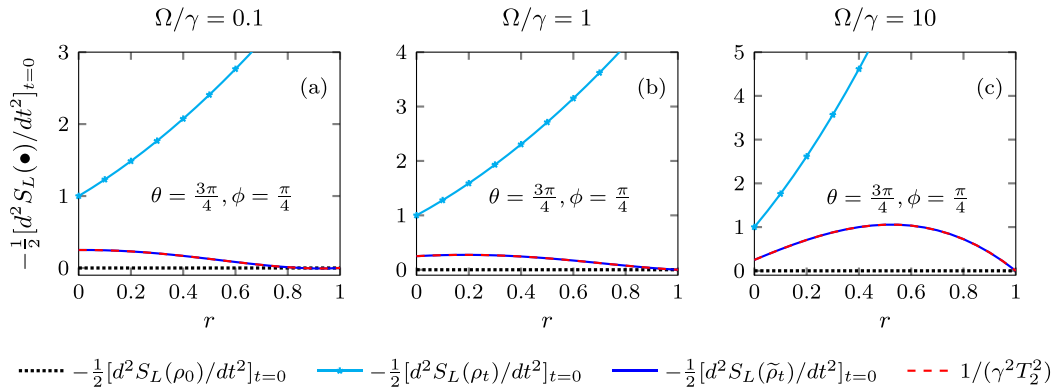 Ω/γ = 0.1
Ω/γ = 1
Ω/γ = 10
−½[d²S_L(●)/dt²]_{t=0}
3
2
1
0
(a)
θ = 3π/4, ϕ = π/4
0 0.2 0.4 0.6 0.8 1
r
4
3
2
1
0
(b)
θ = 3π/4, ϕ = π/4
0 0.2 0.4 0.6 0.8 1
r
5
4
3
2
1
0
(c)
θ = 3π/4, ϕ = π/4
0 0.2 0.4 0.6 0.8 1
r
−½[d²S_L(ρ₀)/dt²]_{t=0}
−½[d²S_L(ρ_t)/dt²]_{t=0}
−½[d²S_L(ρ̃_t)/dt²]_{t=0}
1/(γ²T₂²)